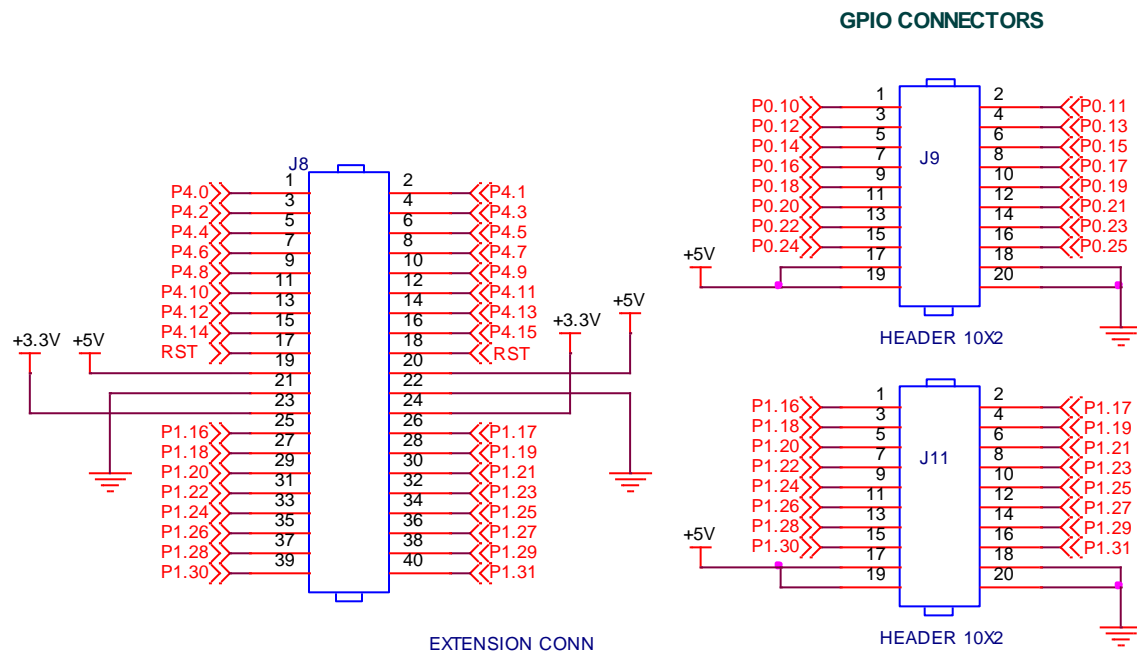 GPIO CONNECTORS
J8
P4.0 1 2 P4.1
P4.2 3 4 P4.3
P4.4 5 6 P4.5
P4.6 7 8 P4.7
P4.8 9 10 P4.9
P4.10 11 12 P4.11
P4.12 13 14 P4.13
P4.14 15 16 P4.15
RST 17 18 RST
+3.3V +5V 19 20 +3.3V +5V
21 22
23 24
P1.16 25 26 P1.17
P1.18 27 28 P1.19
P1.20 29 30 P1.21
P1.22 31 32 P1.23
P1.24 33 34 P1.25
P1.26 35 36 P1.27
P1.28 37 38 P1.29
P1.30 39 40 P1.31
EXTENSION CONN
J9
P0.10 1 2 P0.11
P0.12 3 4 P0.13
P0.14 5 6 P0.15
P0.16 7 8 P0.17
P0.18 9 10 P0.19
P0.20 11 12 P0.21
P0.22 13 14 P0.23
P0.24 15 16 P0.25
+5V 17 18
19 20
HEADER 10X2
J11
P1.16 1 2 P1.17
P1.18 3 4 P1.19
P1.20 5 6 P1.21
P1.22 7 8 P1.23
P1.24 9 10 P1.25
P1.26 11 12 P1.27
P1.28 13 14 P1.29
P1.30 15 16 P1.31
+5V 17 18
19 20
HEADER 10X2